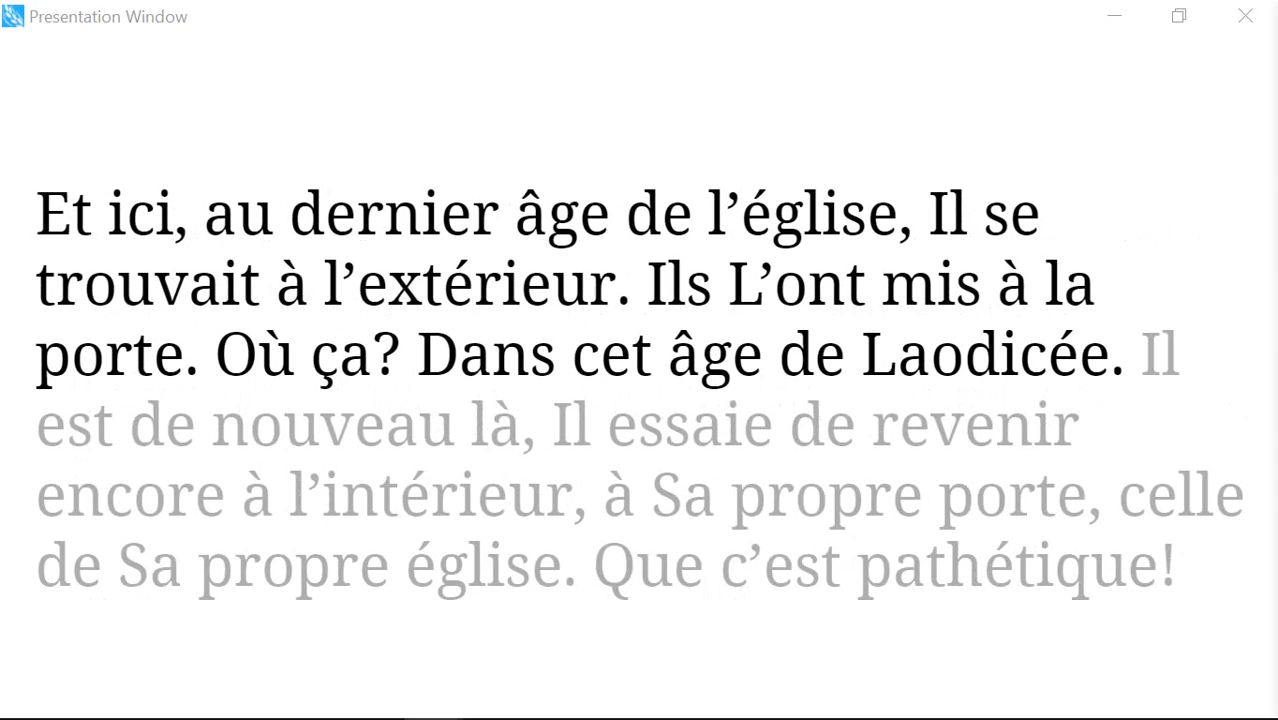 Presentation Window
Et ici, au dernier âge de l’église, Il se
trouvait à l’extérieur. Ils L’ont mis à la
porte. Où ça? Dans cet âge de Laodicée. Il
est de nouveau là, Il essaie de revenir
encore à l’intérieur, à Sa propre porte, celle
de Sa propre église. Que c’est pathétique!